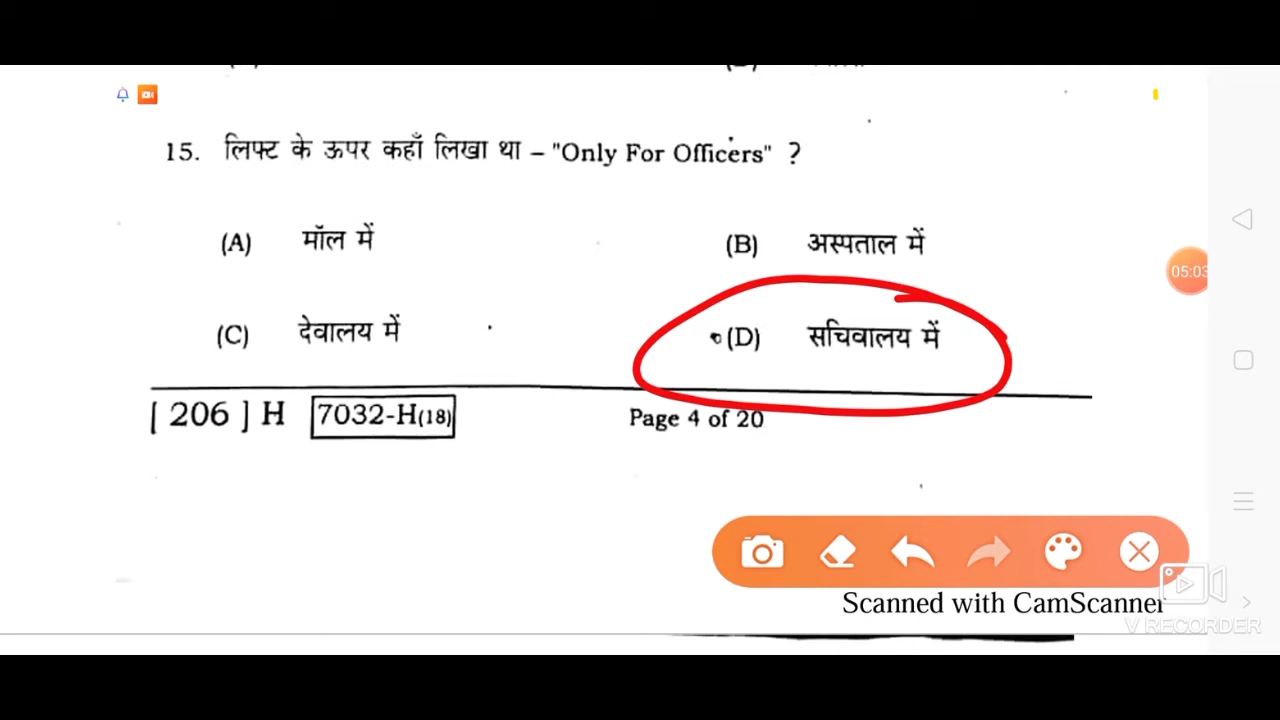 15. लिफ्ट के ऊपर कहाँ लिखा था – "Only For Officers" ?
(A) मॉल में (B) अस्पताल में
(C) देवालय में (D) सचिवालय में
[ 206 ] H 7032-H(18) Page 4 of 20
05:03
Scanned with CamScanner
V RECORDER